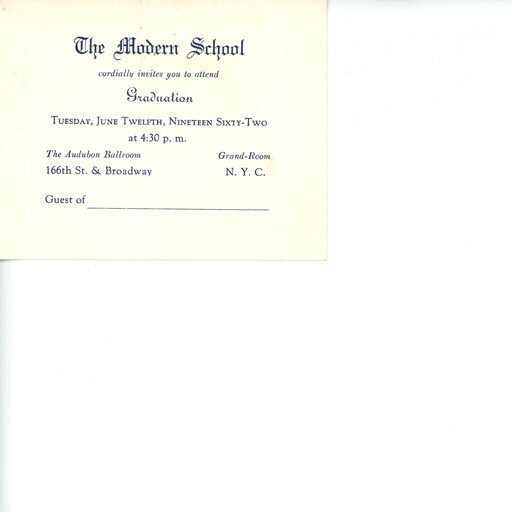 The Modern School
cordially invites you to attend
Graduation
Tuesday, June Twelfth, Nineteen Sixty-Two
at 4:30 p. m.
The Audubon Ballroom Grand-Room
166th St. & Broadway N. Y. C.
Guest of